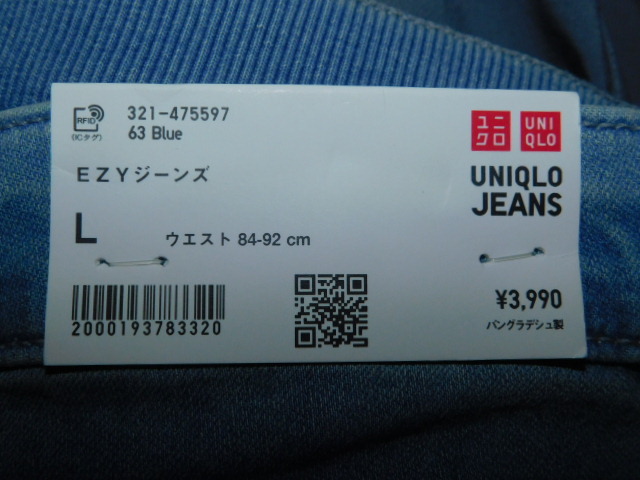 RFID
(ICタグ)
321-475597
63 Blue
ユニ
クロ
UNI
QLO
EZYジーンズ
UNIQLO
JEANS
L
ウエスト 84-92 cm
2000193783320
¥3,990
バングラデシュ製